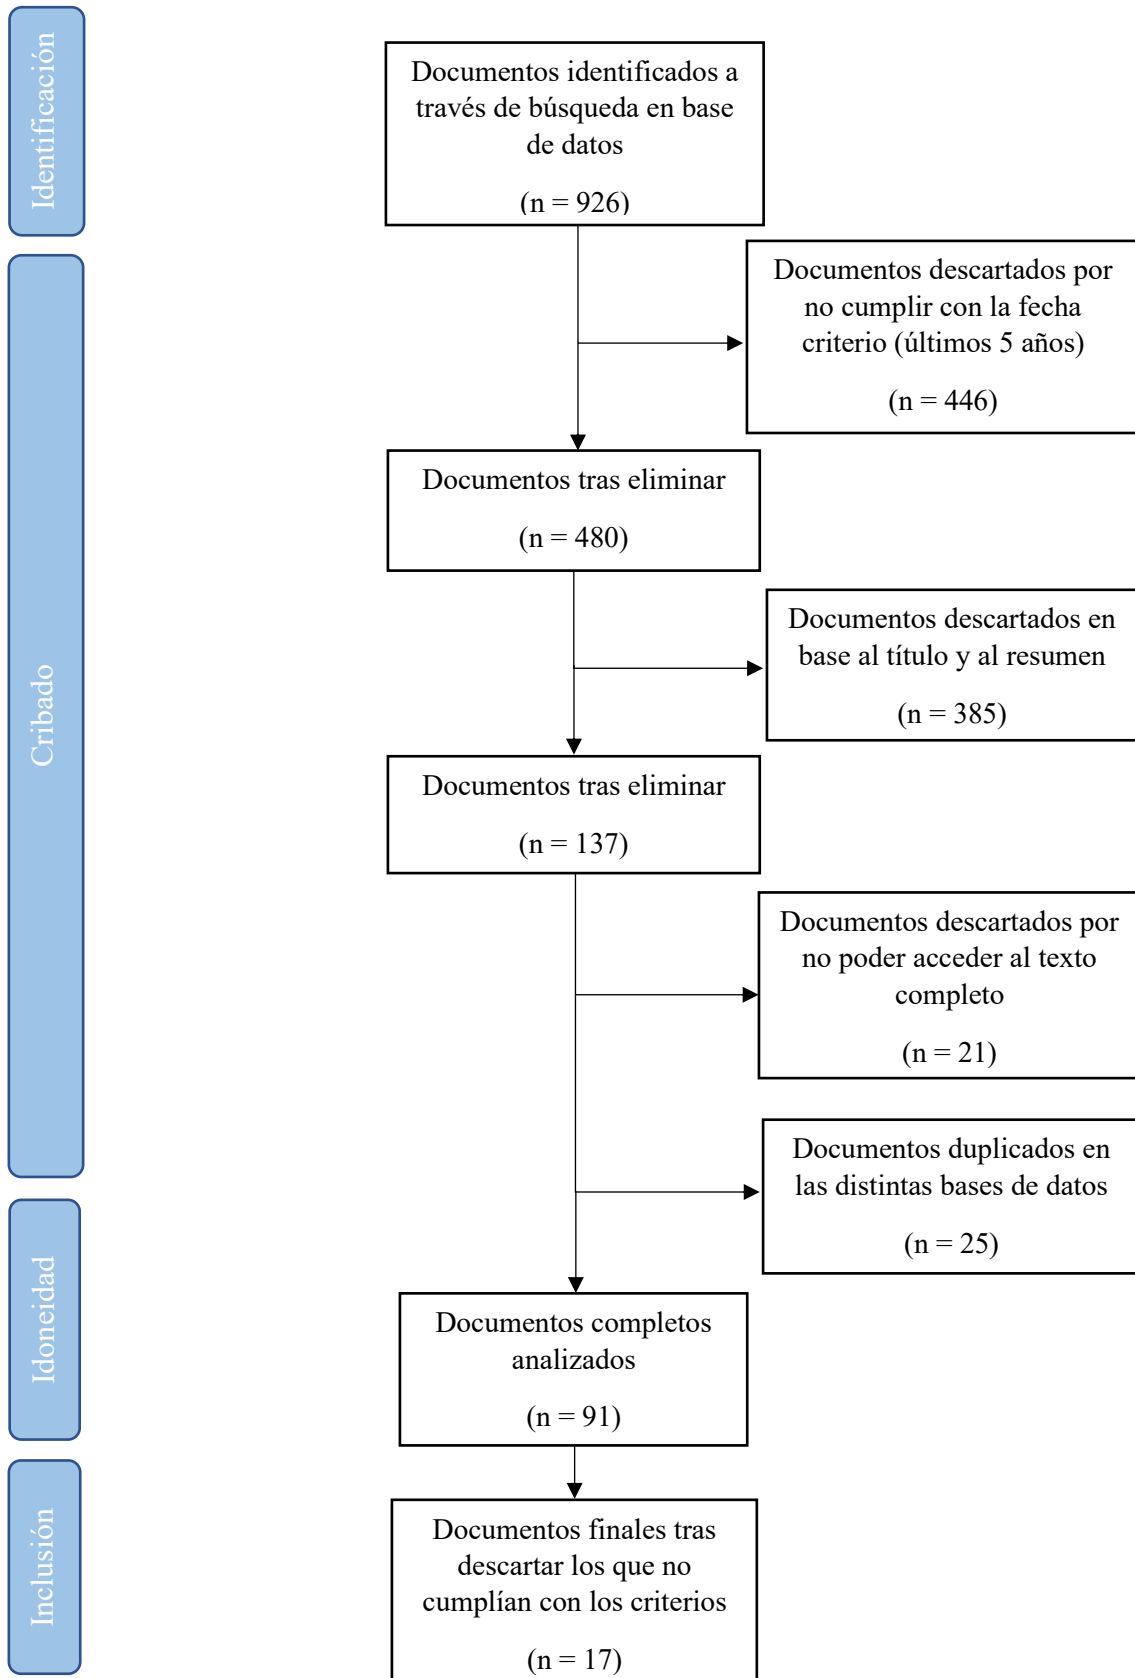 Identificación
Documentos identificados a
través de búsqueda en base
de datos
(n = 926)
Cribado
Documentos descartados por
no cumplir con la fecha
criterio (últimos 5 años)
(n = 446)
Documentos tras eliminar
(n = 480)
Documentos descartados en
base al título y al resumen
(n = 385)
Documentos tras eliminar
(n = 137)
Documentos descartados por
no poder acceder al texto
completo
(n = 21)
Documentos duplicados en
las distintas bases de datos
(n = 25)
Idoneidad
Documentos completos
analizados
(n = 91)
Inclusión
Documentos finales tras
descartar los que no
cumplían con los criterios
(n = 17)